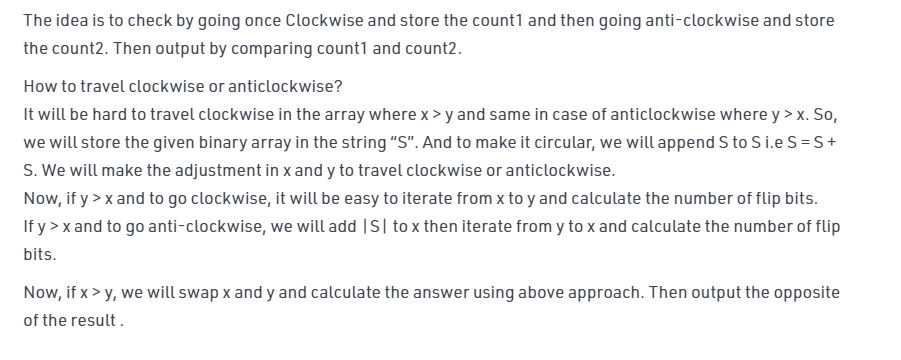 The idea is to check by going once Clockwise and store the count1 and then going anti-clockwise and store
the count2. Then output by comparing count1 and count2.
How to travel clockwise or anticlockwise?
It will be hard to travel clockwise in the array where x > y and same in case of anticlockwise where y > x. So,
we will store the given binary array in the string “S”. And to make it circular, we will append S to S i.e S = S +
S. We will make the adjustment in x and y to travel clockwise or anticlockwise.
Now, if y > x and to go clockwise, it will be easy to iterate from x to y and calculate the number of flip bits.
If y > x and to go anti-clockwise, we will add |S| to x then iterate from y to x and calculate the number of flip
bits.
Now, if x > y, we will swap x and y and calculate the answer using above approach. Then output the opposite
of the result .